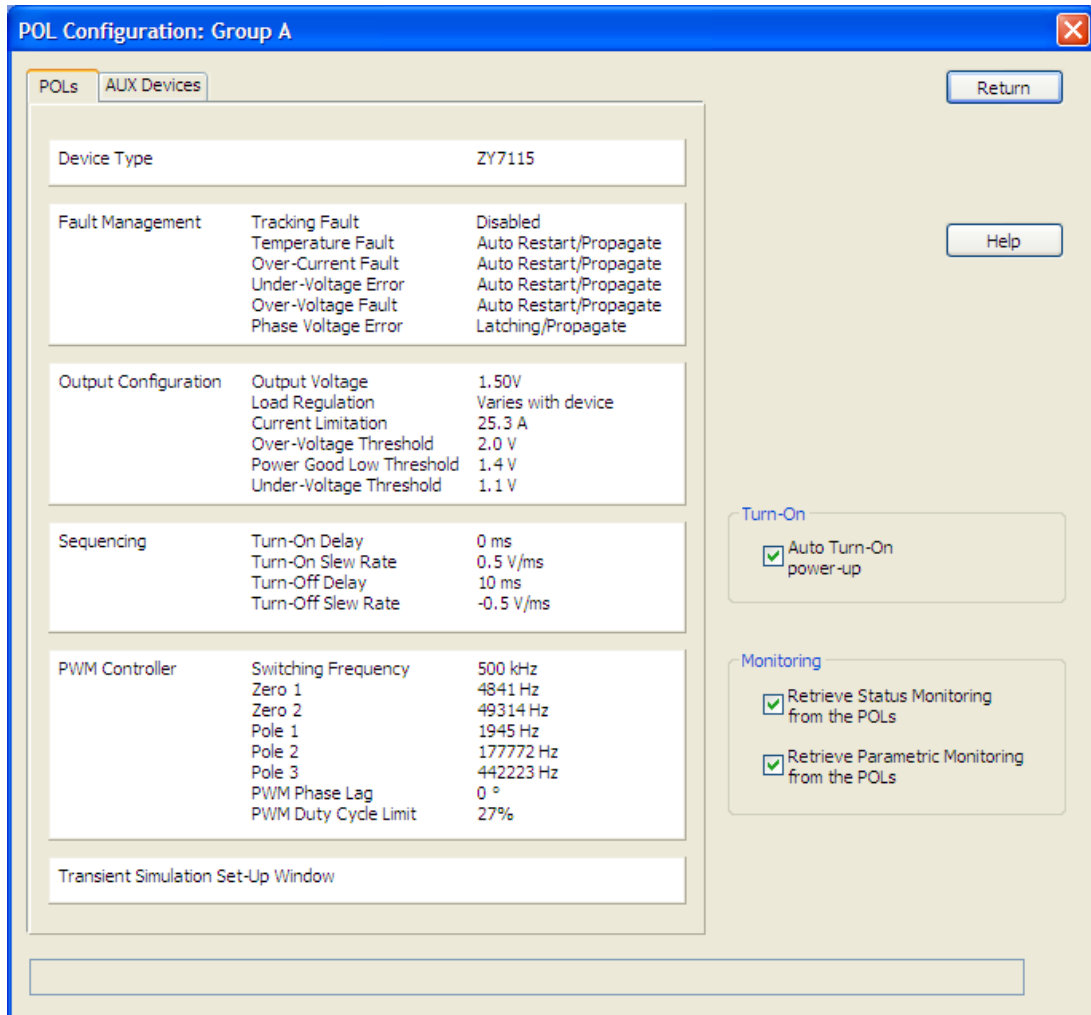 POL Configuration: Group A
POLs
AUX Devices
Return
Device Type ZY7115
Fault Management Tracking Fault Disabled
Temperature Fault Auto Restart/Propagate
Help
Over-Current Fault Auto Restart/Propagate
Under-Voltage Error Auto Restart/Propagate
Over-Voltage Fault Auto Restart/Propagate
Phase Voltage Error Latching/Propagate
Output Configuration Output Voltage 1.50V
Load Regulation Varies with device
Current Limitation 25.3 A
Over-Voltage Threshold 2.0 V
Power Good Low Threshold 1.4 V
Under-Voltage Threshold 1.1 V
Sequencing Turn-On Delay 0 ms
Turn-On Slew Rate 0.5 V/ms
Turn-Off Delay 10 ms
Turn-Off Slew Rate -0.5 V/ms
Turn-On
Auto Turn-On
power-up
PWM Controller Switching Frequency 500 kHz
Zero 1 4841 Hz
Zero 2 49314 Hz
Pole 1 1945 Hz
Pole 2 177772 Hz
Pole 3 442223 Hz
PWM Phase Lag 0 °
PWM Duty Cycle Limit 27%
Monitoring
Retrieve Status Monitoring
from the POLs
Retrieve Parametric Monitoring
from the POLs
Transient Simulation Set-Up Window